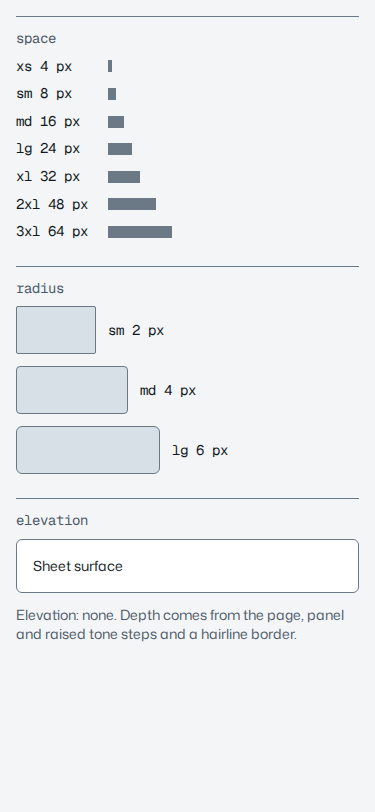 space
xs 4 px
sm 8 px
md 16 px
lg 24 px
xl 32 px
2xl 48 px
3xl 64 px
radius
sm 2 px
md 4 px
lg 6 px
elevation
Sheet surface
Elevation: none. Depth comes from the page, panel
and raised tone steps and a hairline border.